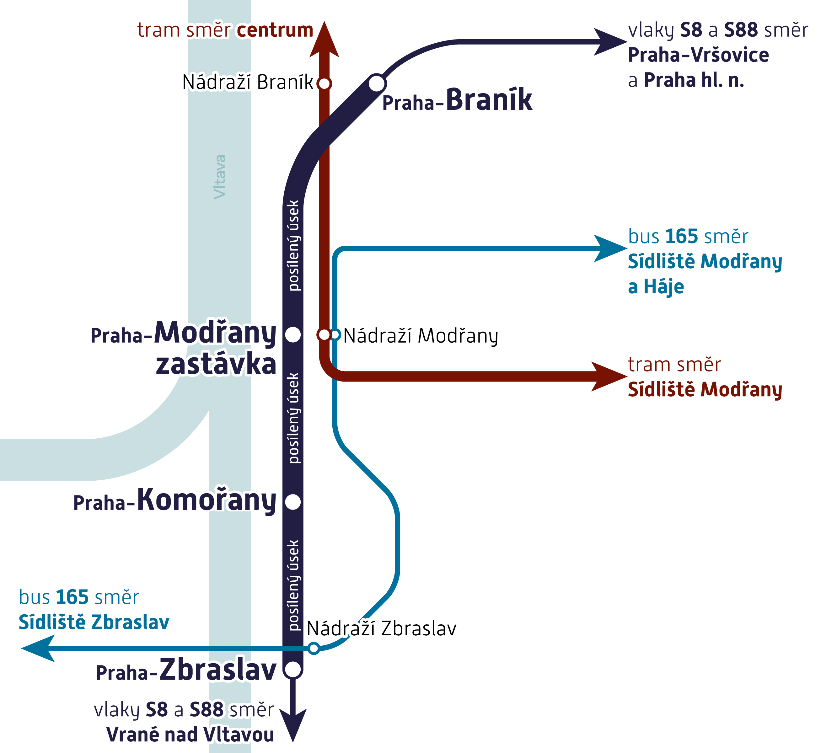 tram směr centrum
vlaky S8 a S88 směr
Praha-Vršovice
a Praha hl. n.
Nádraží Braník
Praha-Braník
Vltava
posílený úsek
bus 165 směr
Sídliště Modřany
a Háje
Praha-Modřany
zastávka
Nádraží Modřany
tram směr
Sídliště Modřany
posílený úsek
Praha-Komořany
posílený úsek
bus 165 směr
Sídliště Zbraslav
Nádraží Zbraslav
Praha-Zbraslav
vlaky S8 a S88 směr
Vrané nad Vltavou